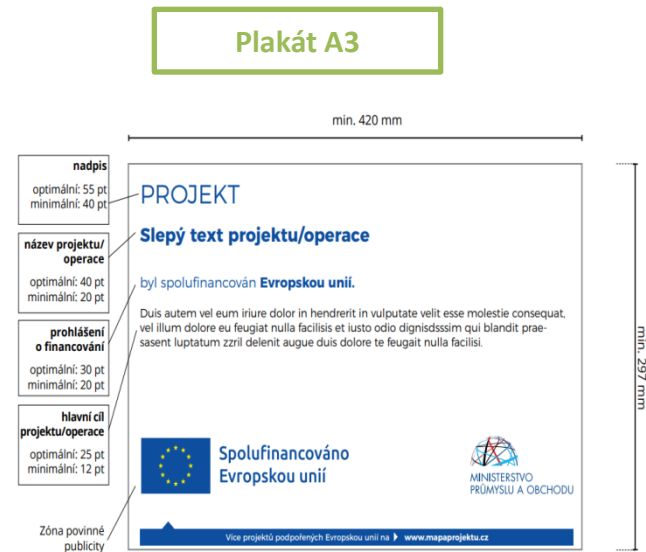 Plakát A3
min. 420 mm
nadpis
optimální: 55 pt
minimální: 40 pt
název projektu/
operace
optimální: 40 pt
minimální: 20 pt
prohlášení
o financování
optimální: 30 pt
minimální: 20 pt
hlavní cíl
projektu/operace
optimální: 25 pt
minimální: 12 pt
Zóna povinné
publicity
PROJEKT
Slepý text projektu/operace
byl spolufinancován Evropskou unií.
Duis autem vel eum iriure dolor in hendrerit in vulputate velit esse molestie consequat,
vel illum dolore eu feugiat nulla facilisis et iusto odio dignisdsssim qui blandit prae-
sasent luptatum zzril delenit augue duis dolore te feugait nulla facilisi.
Spolufinancováno
Evropskou unií
MINISTERSTVO
PRŮMYSLU A OBCHODU
Více projektů podpořených Evropskou unií na www.mapaprojektu.cz
min. 297 mm